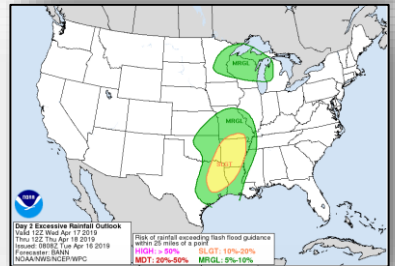 MRGL
MRGL
SLGT
NOAA
Day 2 Excessive Rainfall Outlook
Valid 12Z Wed Apr 17 2019
Thru 12Z Thu Apr 18 2019
Issued: 0808Z Tue Apr 16 2019
Forecaster: BANN
NOAA/NWS/NCEP/WPC
Risk of rainfall exceeding flash flood guidance
within 25 miles of a point
HIGH: > 50% SLGT: 10%-20%
MDT: 20%-50% MRGL: 5%-10%